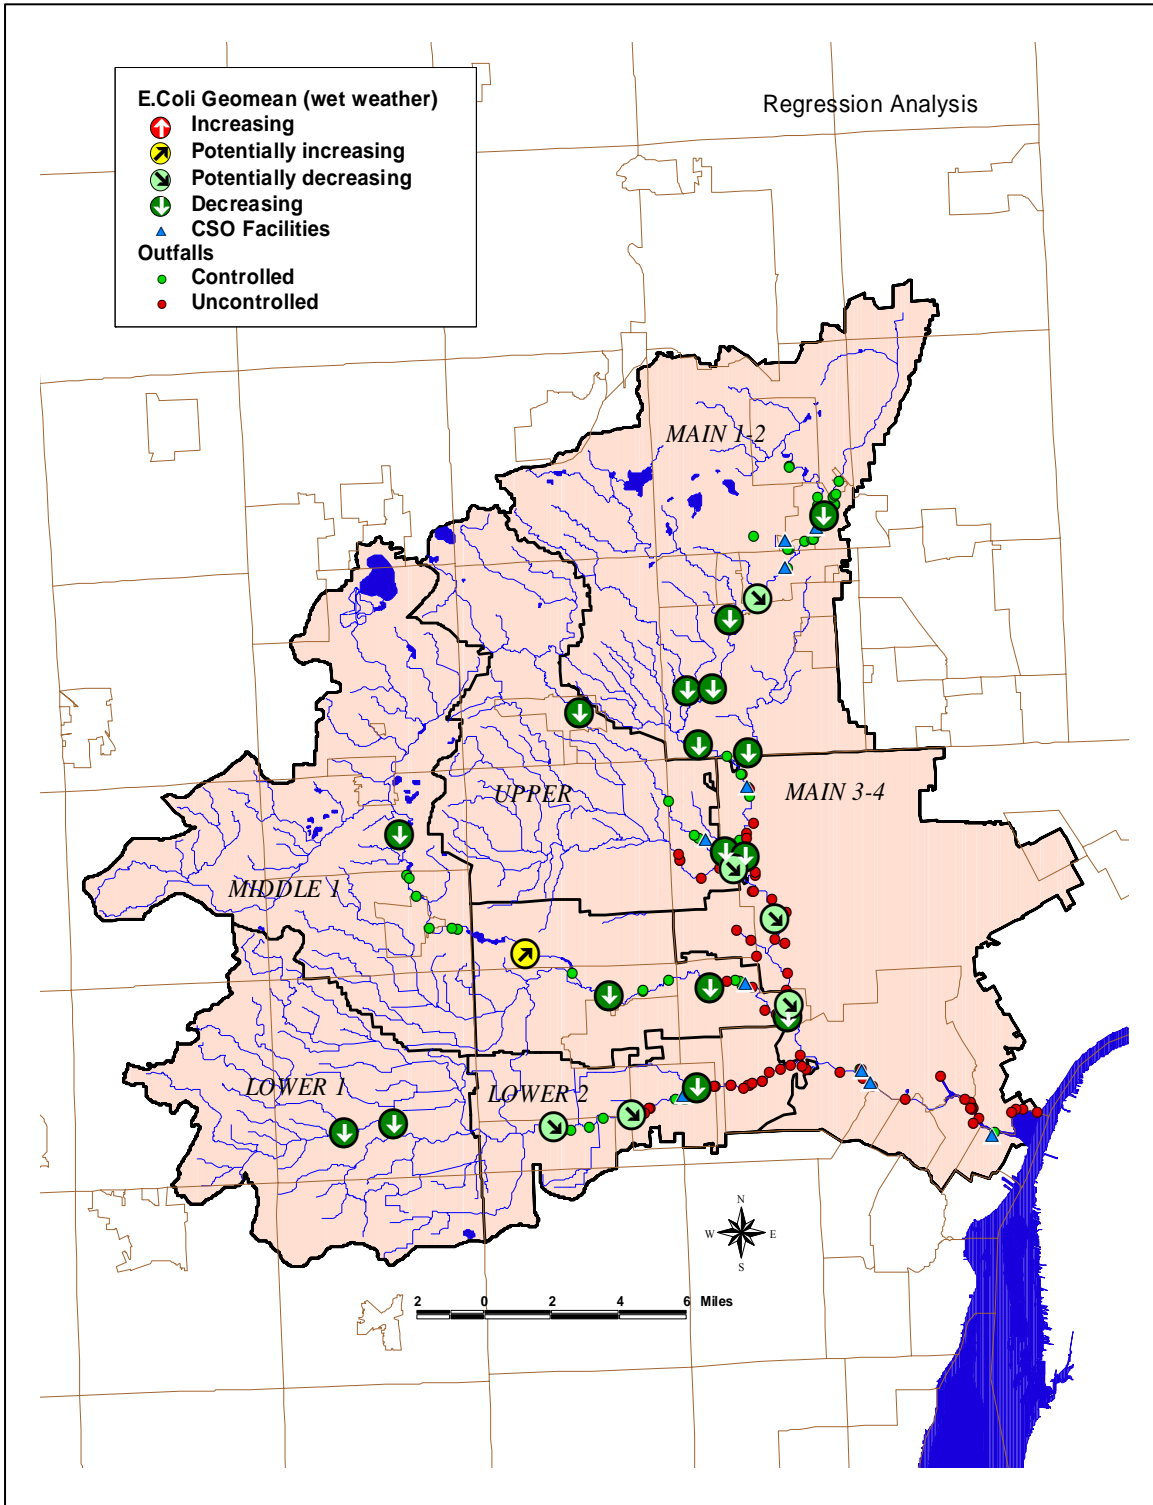 E.Coli Geomean (wet weather)
Increasing
Potentially increasing
Potentially decreasing
Decreasing
CSO Facilities
Outfalls
Controlled
Uncontrolled
Regression Analysis
MAIN 1-2
UPPER
MAIN 3-4
MIDDLE 1
LOWER 1
LOWER 2
N
W E
S
2 0 2 4 6 Miles